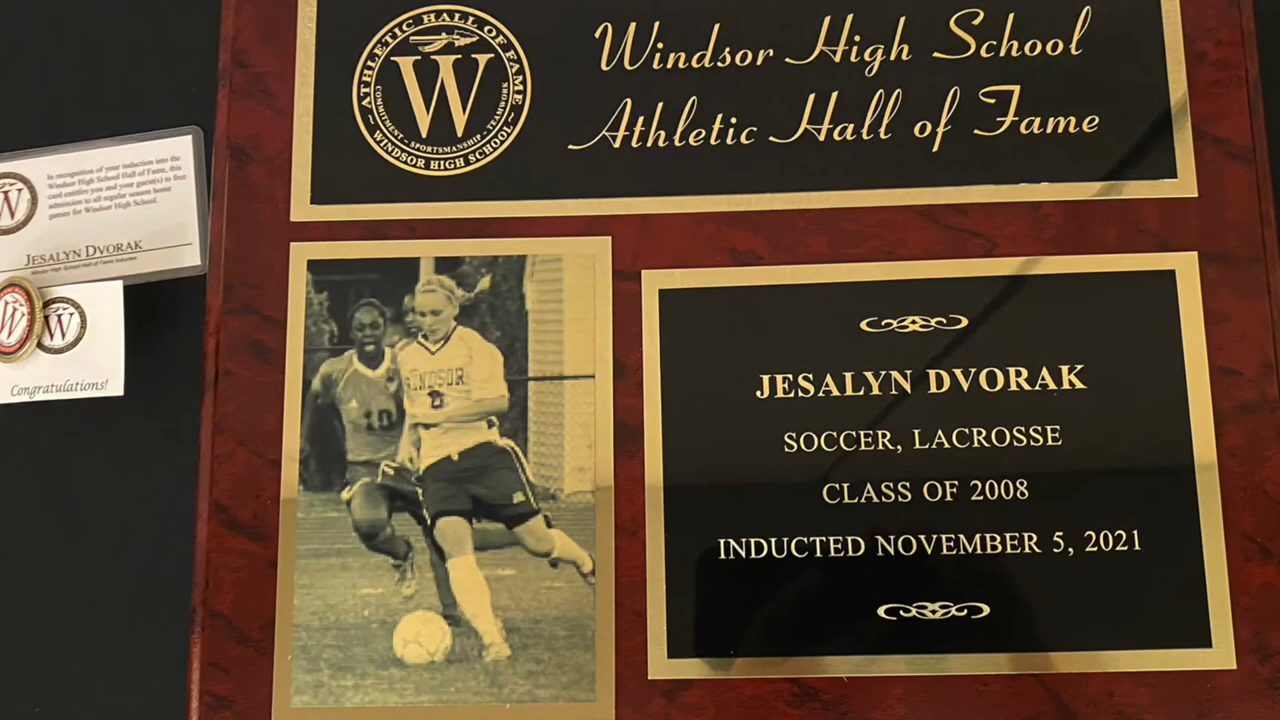 ATHLETIC HALL OF FAME
COMMITMENT - SPORTSMANSHIP - TEAMWORK
W
~ WINDSOR HIGH SCHOOL ~
Windsor High School
Athletic Hall of Fame
In recognition of your induction into the
Windsor High School Hall of Fame, this
card entitles you and your guest(s) to free
admission to all regular season home
games for Windsor High School.
W
JESALYN DVORAK
Windsor High School Hall of Fame Inductee
W
W
Congratulations!
10
WINDSOR
JESALYN DVORAK
SOCCER, LACROSSE
CLASS OF 2008
INDUCTED NOVEMBER 5, 2021